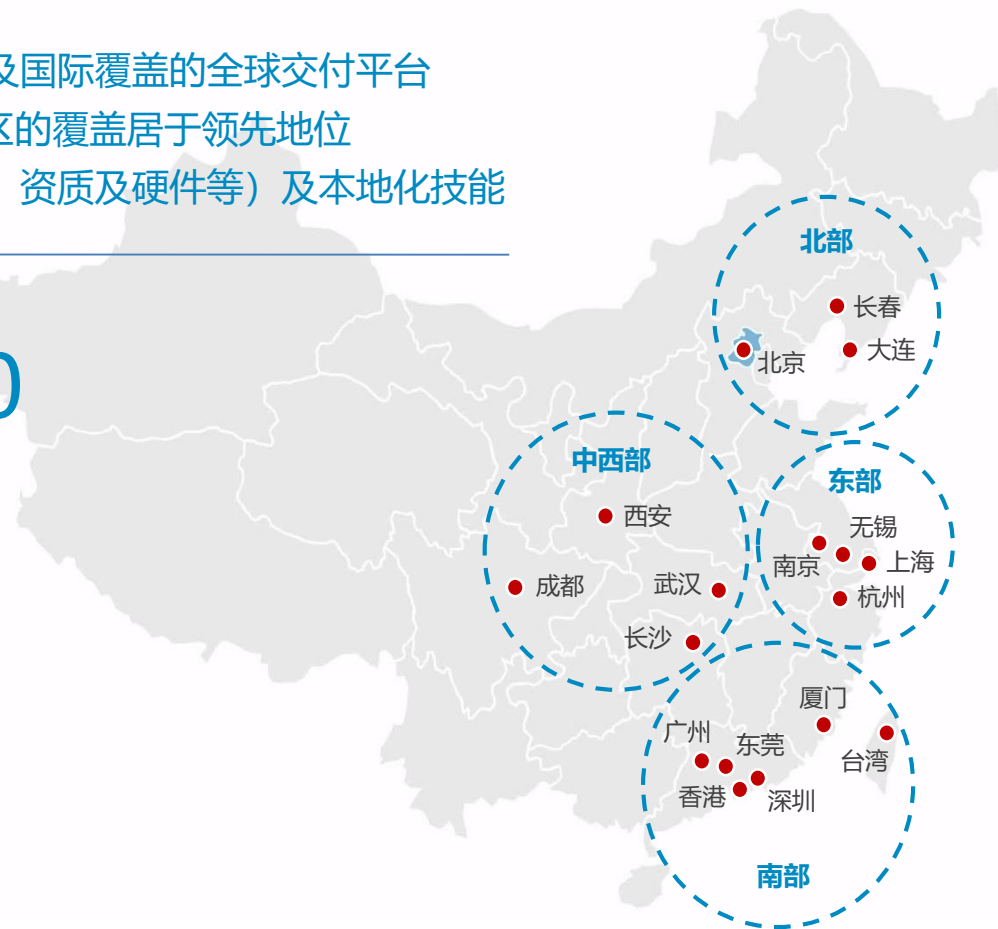 及国际覆盖的全球交付平台
区的覆盖居于领先地位
资质及硬件等）及本地化技能
0
北部
长春
大连
北京
中西部
西安
成都
武汉
长沙
东部
无锡
南京
上海
杭州
厦门
广州
东莞
台湾
香港
深圳
南部